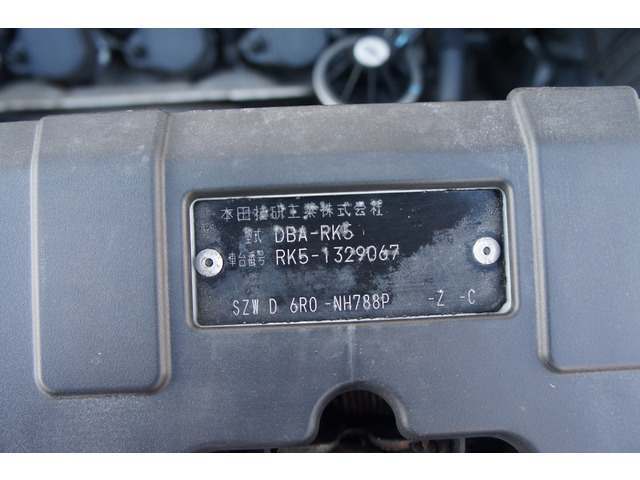 本田技研工業株式会社
型式 DBA-RK5
車台番号 RK5-1329067
SZW D 6R0 -NH788P -Z -C